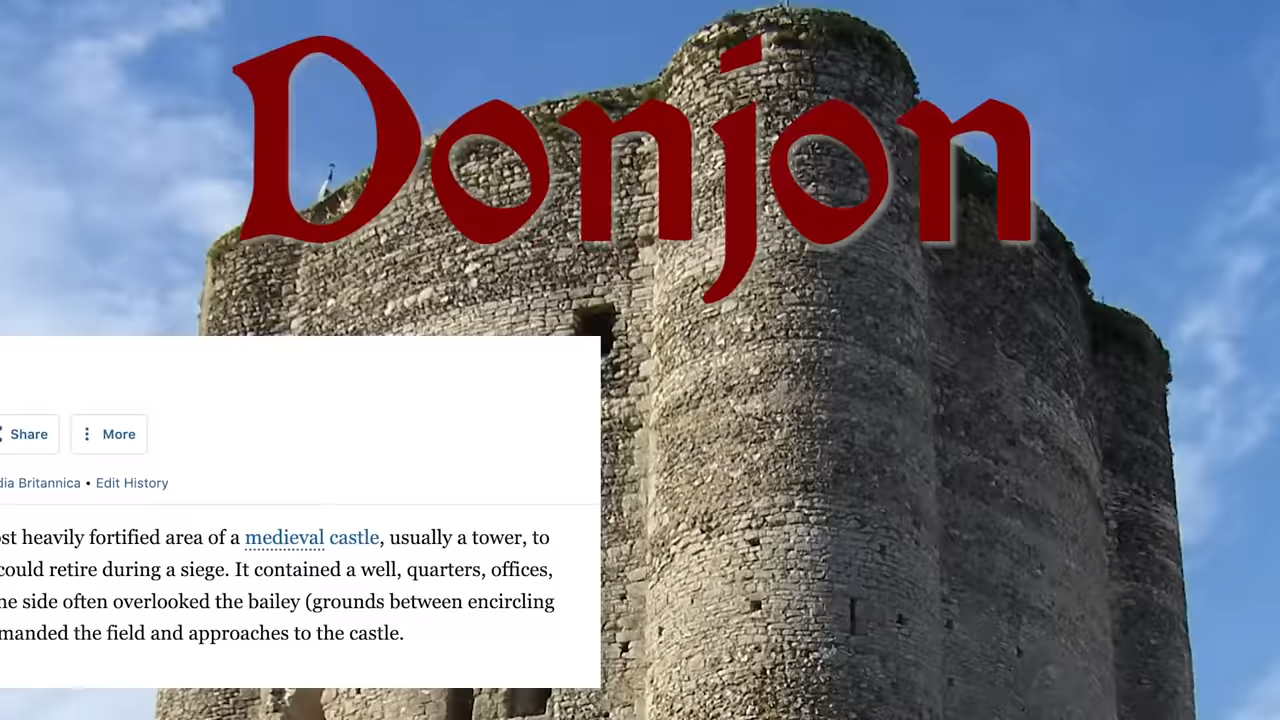 Donjon
Share
More
dia Britannica • Edit History
st heavily fortified area of a medieval castle, usually a tower, to
could retire during a siege. It contained a well, quarters, offices,
ne side often overlooked the bailey (grounds between encircling
manded the field and approaches to the castle.